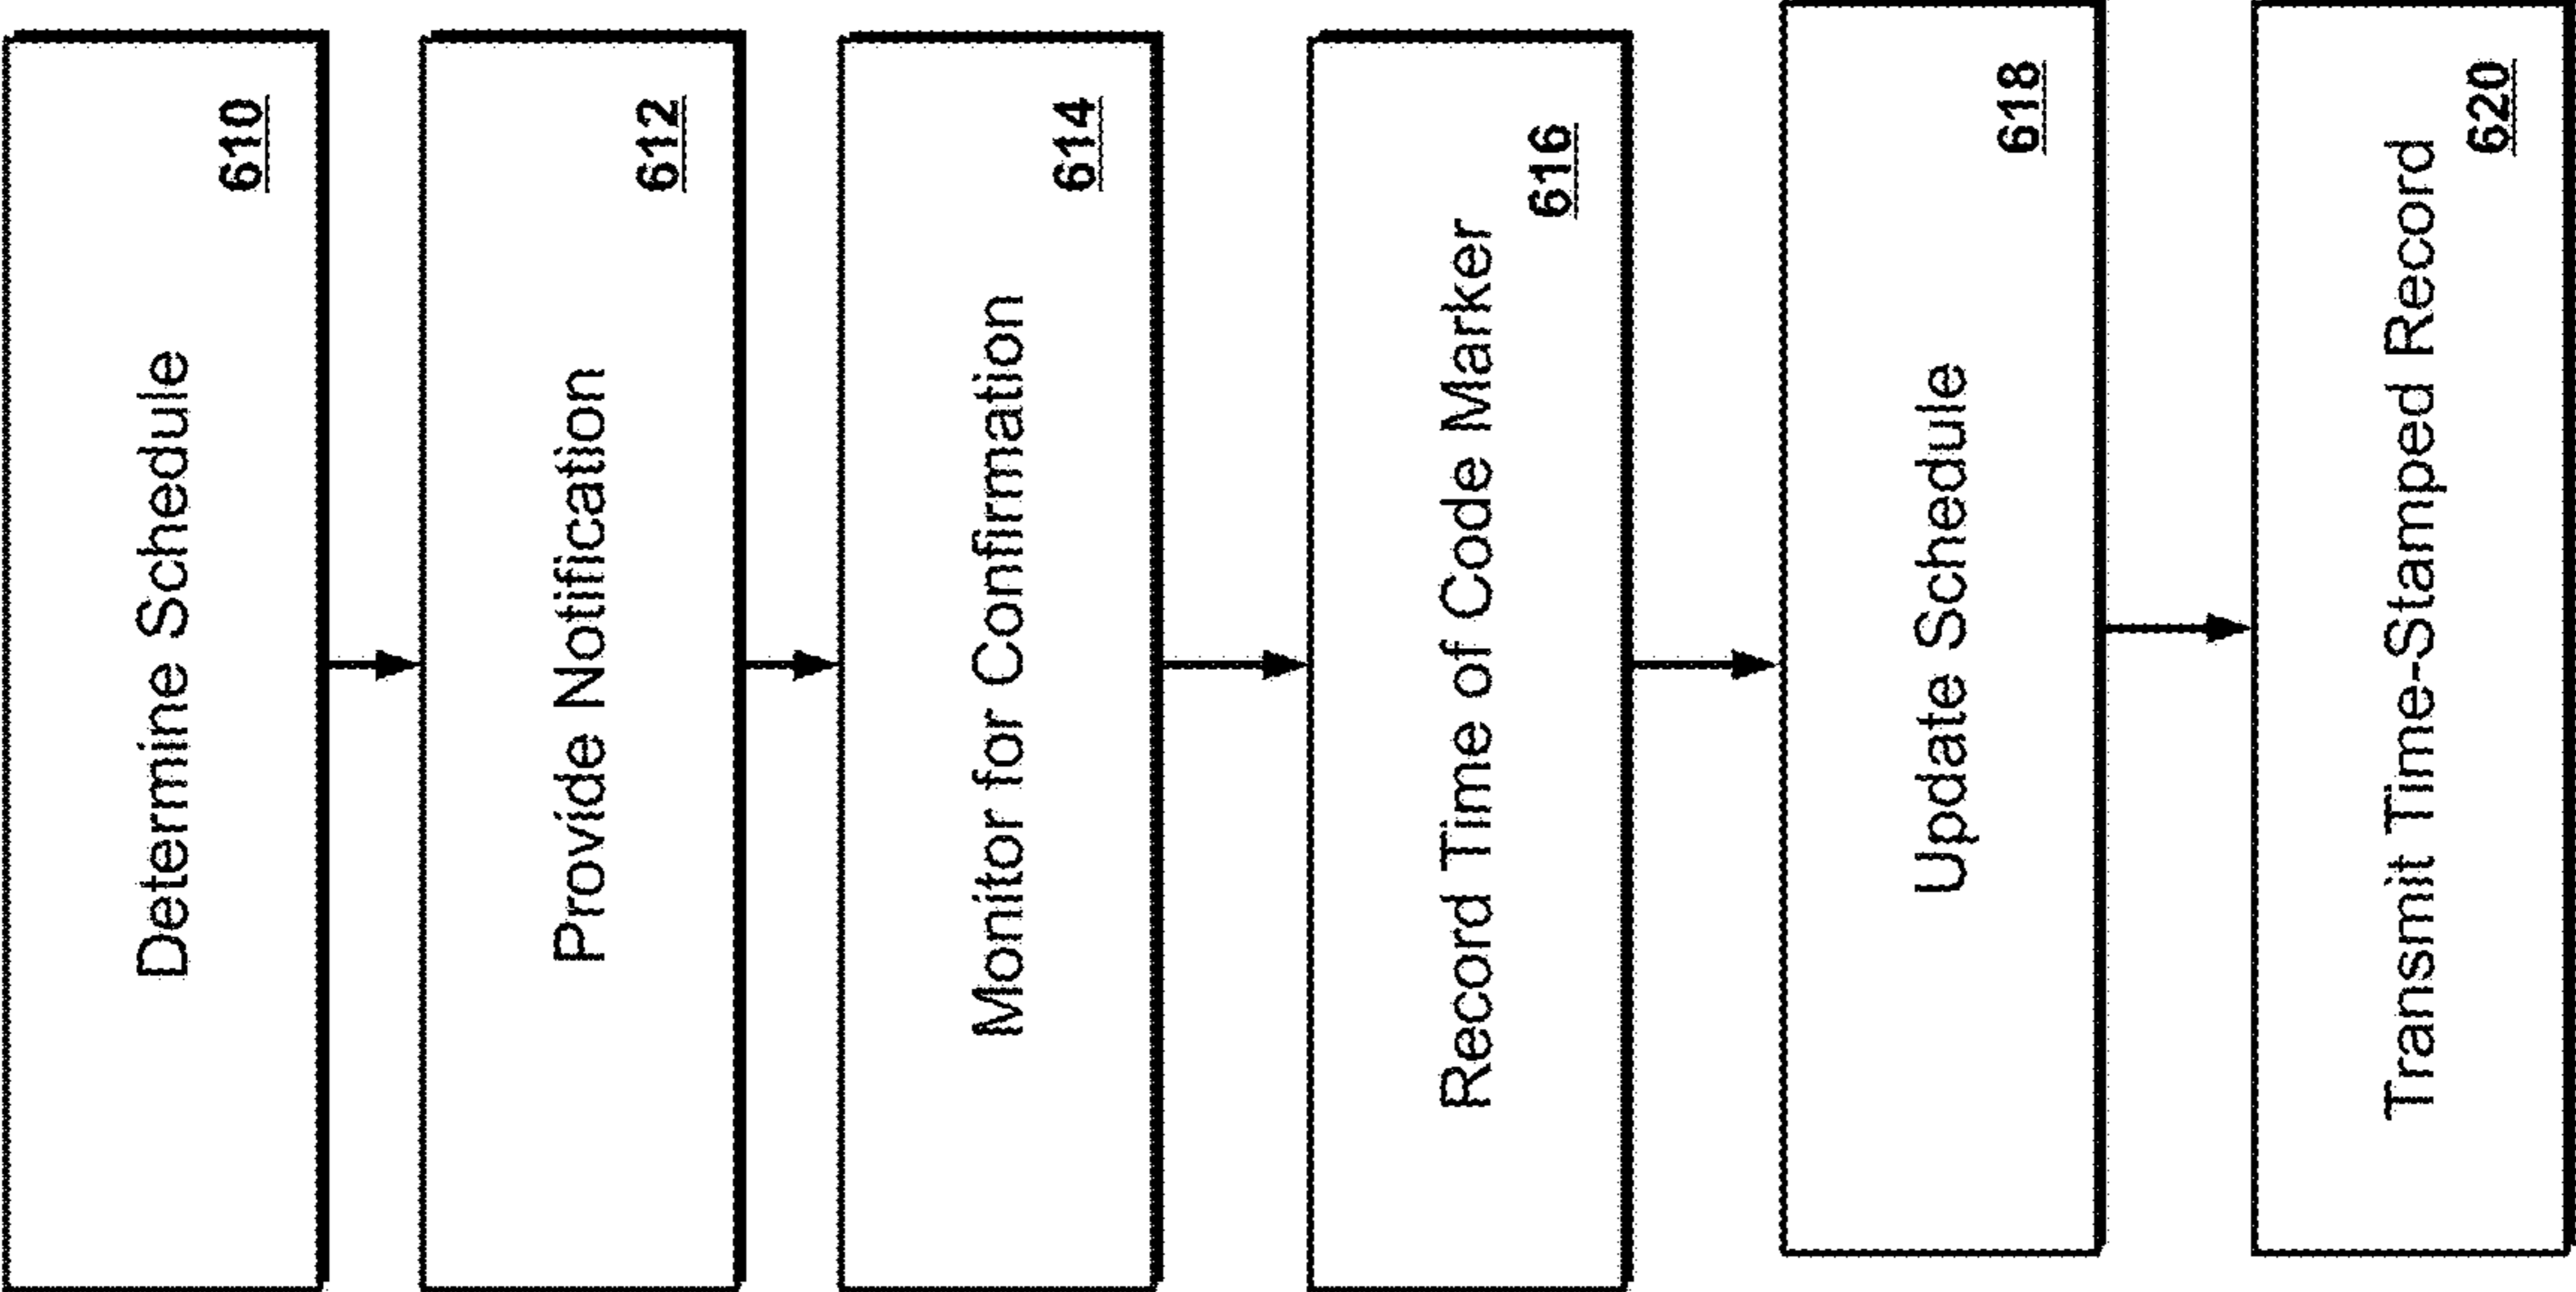 Determine Schedule
610
Provide Notification
612
Monitor for Confirmation
614
Record Time of Code Marker
616
Update Schedule
618
Transmit Time-Stamped Record
620